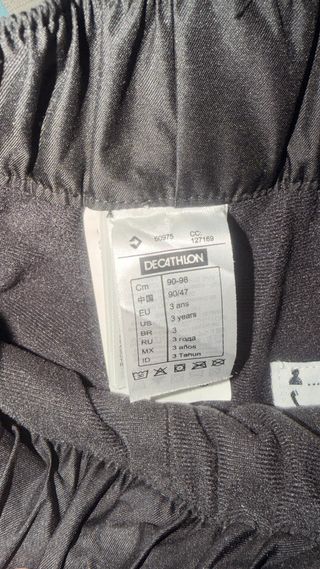 60975 CC: 127169
DECATHLON
Cm 90-98
中国 90/47
EU 3 ans
US 3 years
BR 3
RU 3 года
MX 3 años
ID 3 Tahun